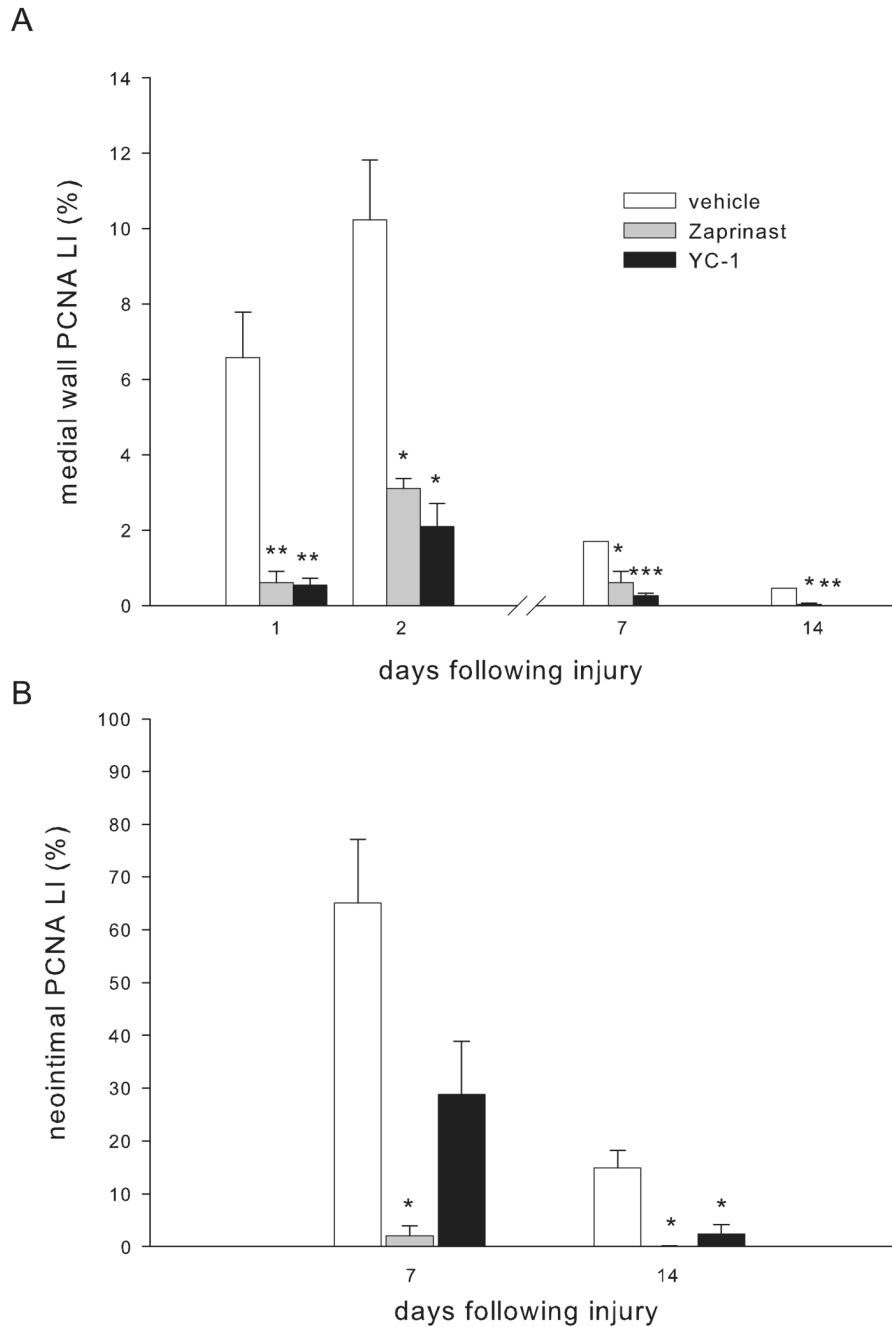 A
14
12
10
8
6
4
2
0
medial wall PCNA LI (%)
vehicle
Zaprinast
YC-1
** **
* *
* ***
* **
1 2 7 14
days following injury
B
100
90
80
70
60
50
40
30
20
10
0
neointimal PCNA LI (%)
*
* *
7 14
days following injury